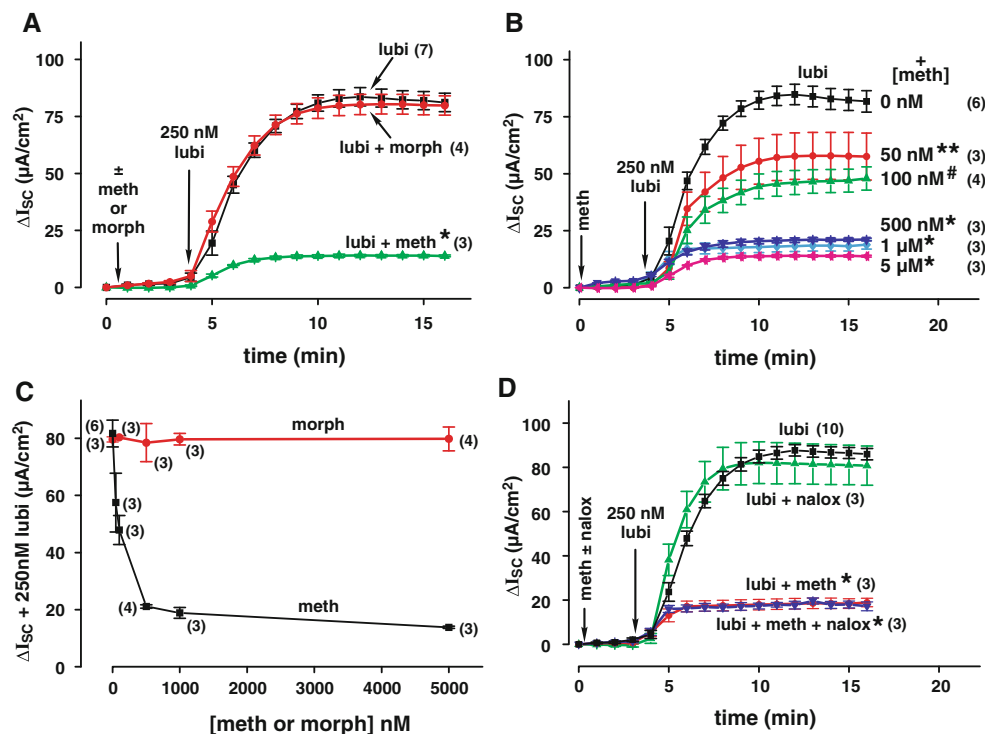 A
ΔISC (µA/cm²)
100
75
50
25
0
0
5
10
15
time (min)
±
meth
or
morph
250 nM
lubi
lubi (7)
lubi + morph (4)
lubi + meth* (3)
B
ΔISC (µA/cm²)
100
75
50
25
0
0
5
10
15
20
time (min)
meth
250 nM
lubi
lubi
+
[meth]
0 nM (6)
50 nM** (3)
100 nM# (4)
500 nM* (3)
1 µM* (3)
5 µM* (3)
C
ΔISC + 250nM lubi (µA/cm²)
100
80
60
40
20
0
0
1000
2000
3000
4000
5000
[meth or morph] nM
(6)
(3)
(3)
(3)
(3)
morph
(4)
(3)
(3)
(4)
(3)
meth
(3)
D
ΔISC (µA/cm²)
100
80
60
40
20
0
0
5
10
15
20
time (min)
meth ± nalox
250 nM
lubi
lubi (10)
lubi + nalox (3)
lubi + meth * (3)
lubi + meth + nalox* (3)